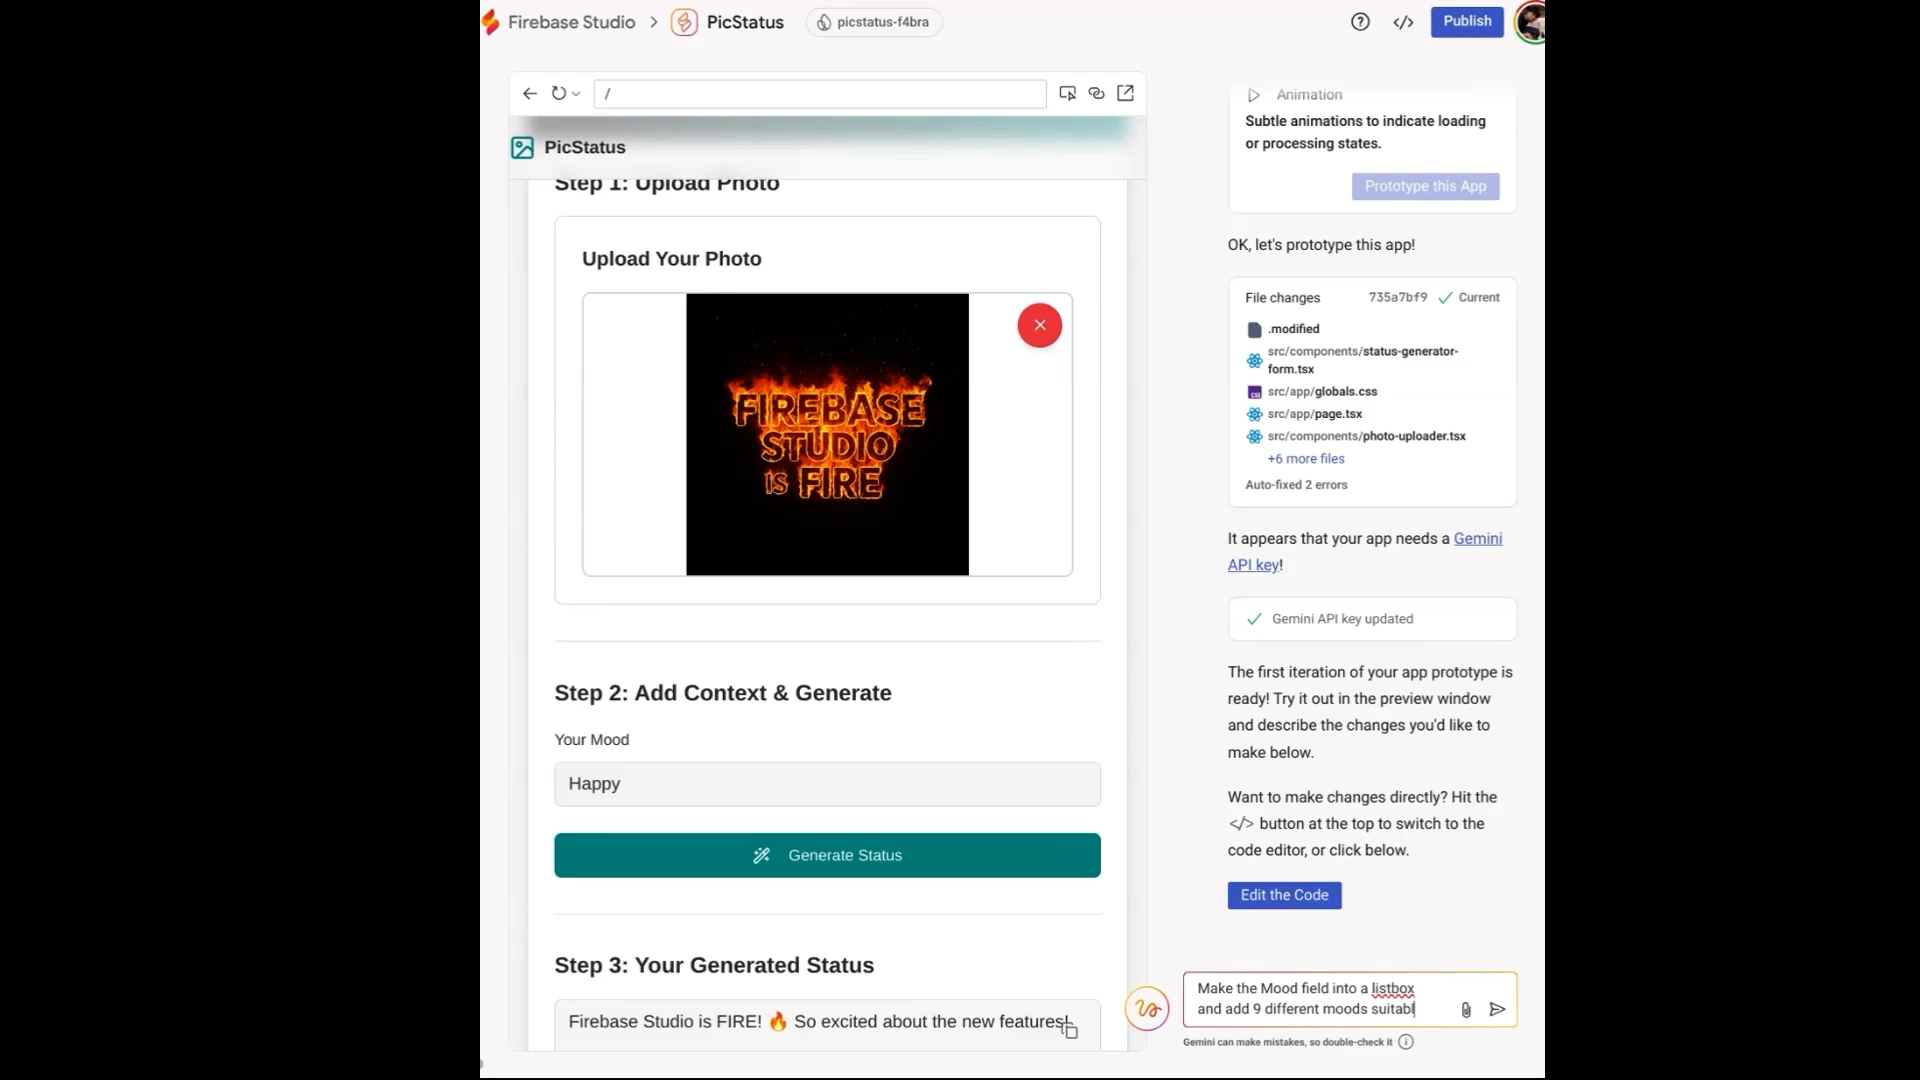 Firebase Studio > PicStatus picstatus-f4bra
? </> Publish
/
PicStatus
Step 1: Upload Photo
Upload Your Photo
FIREBASE
STUDIO
IS FIRE
Step 2: Add Context & Generate
Your Mood
Happy
Generate Status
Step 3: Your Generated Status
Firebase Studio is FIRE! 🔥 So excited about the new features!
Animation
Subtle animations to indicate loading
or processing states.
Prototype this App
OK, let's prototype this app!
File changes 735a7bf9 Current
.modified
src/components/status-generator-
form.tsx
src/app/globals.css
src/app/page.tsx
src/components/photo-uploader.tsx
+6 more files
Auto-fixed 2 errors
It appears that your app needs a Gemini
API key!
Gemini API key updated
The first iteration of your app prototype is
ready! Try it out in the preview window
and describe the changes you'd like to
make below.
Want to make changes directly? Hit the
</> button at the top to switch to the
code editor, or click below.
Edit the Code
Make the Mood field into a listbox
and add 9 different moods suitabl
Gemini can make mistakes, so double-check it